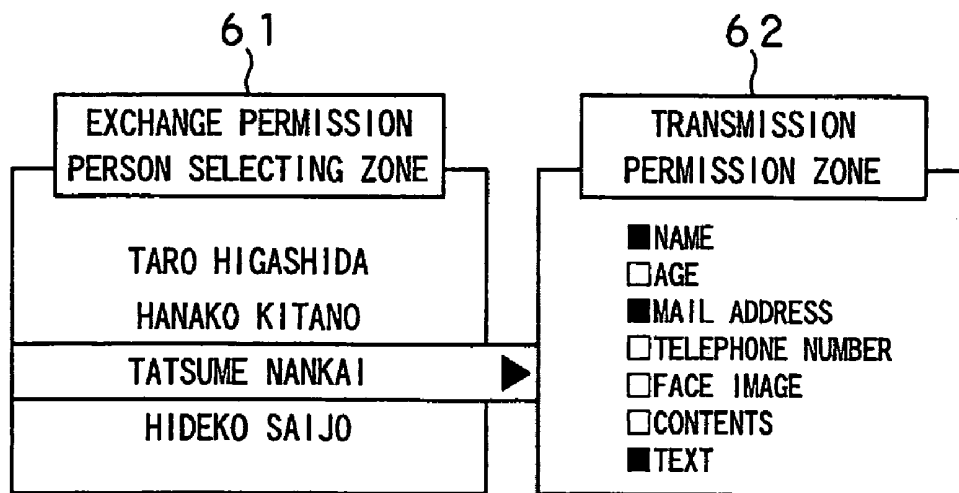 61
EXCHANGE PERMISSION
PERSON SELECTING ZONE
TARO HIGASHIDA
HANAKO KITANO
TATSUME NANKAI
HIDEKO SAIJO
62
TRANSMISSION
PERMISSION ZONE
■NAME
□AGE
■MAIL ADDRESS
□TELEPHONE NUMBER
□FACE IMAGE
□CONTENTS
■TEXT